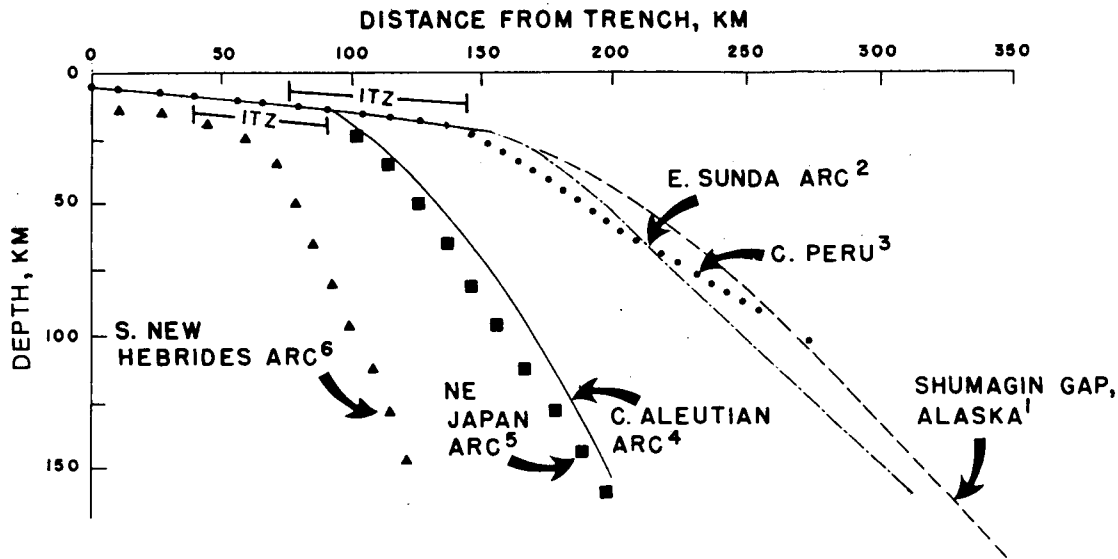 DISTANCE FROM TRENCH, KM
0 50 100 150 200 250 300 350
0
50
100
150
DEPTH, KM
ITZ
ITZ
E. SUNDA ARC²
C. PERU³
S. NEW
HEBRIDES ARC⁶
NE
JAPAN
ARC⁵
C. ALEUTIAN
ARC⁴
SHUMAGIN GAP,
ALASKA¹